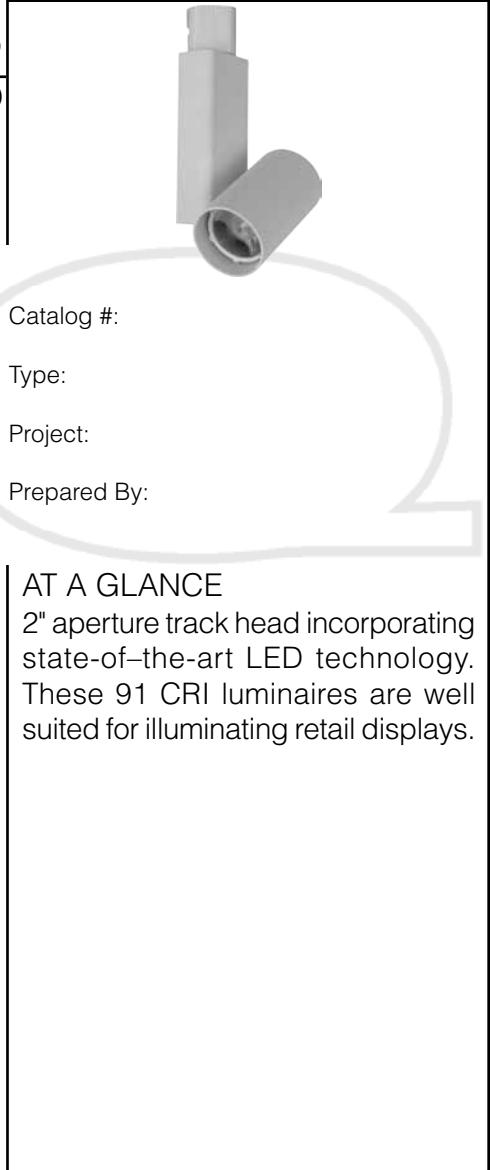 Catalog #:
Type:
Project:
Prepared By:
AT A GLANCE
2" aperture track head incorporating
state-of–the-art LED technology.
These 91 CRI luminaires are well
suited for illuminating retail displays.